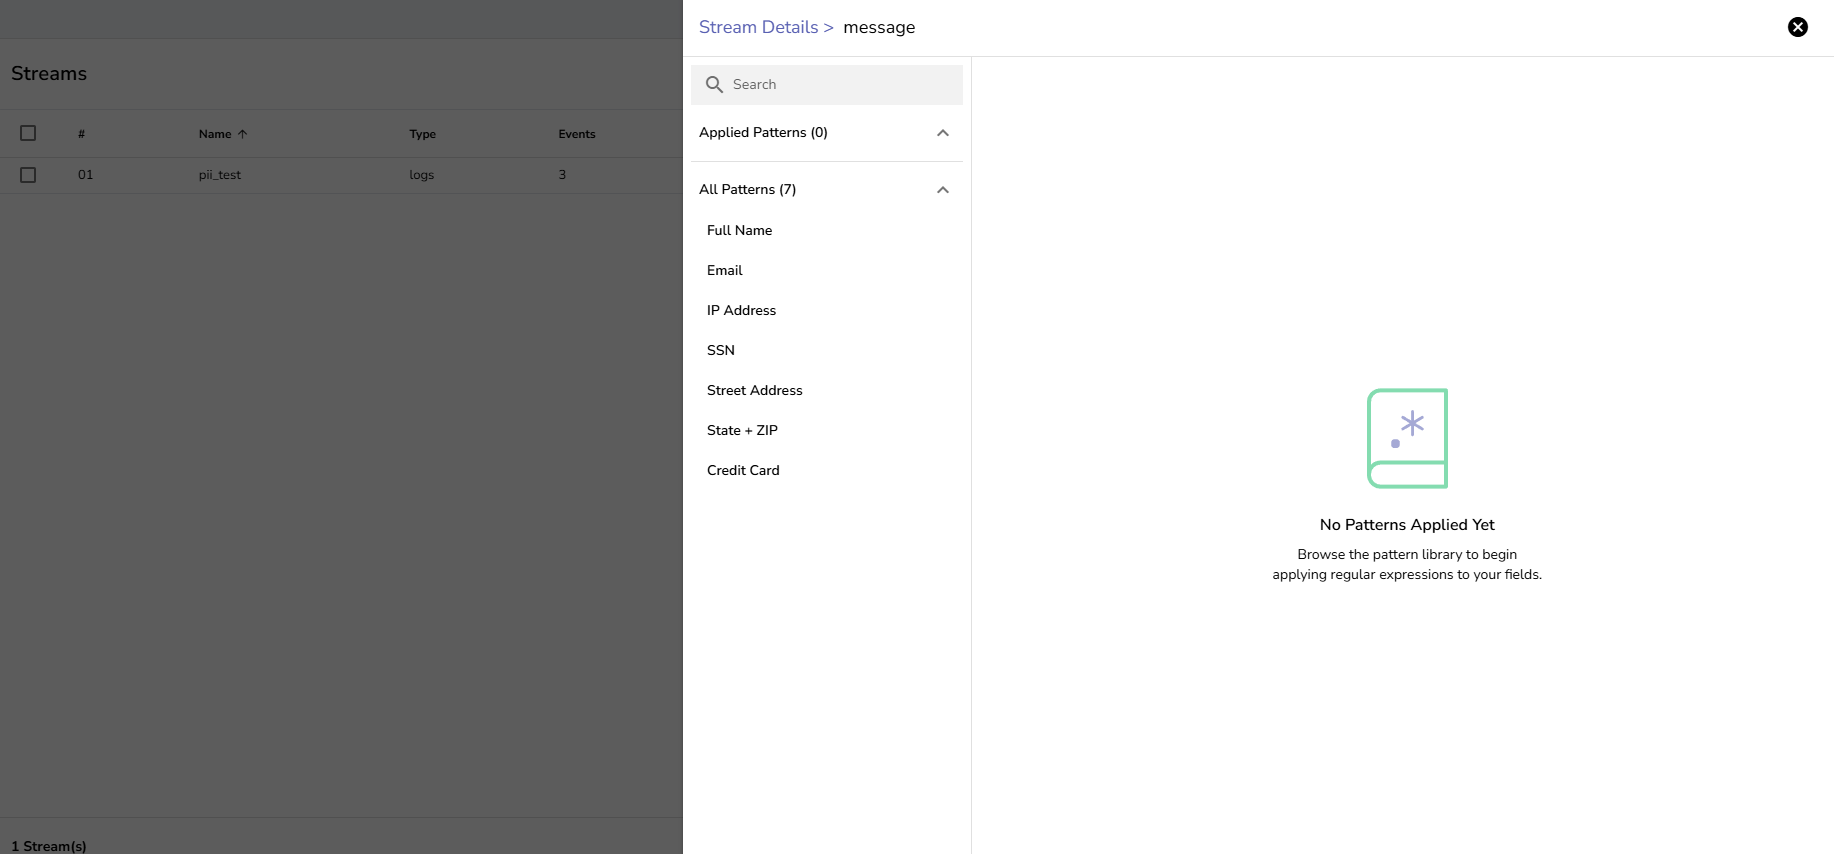 Streams
# Name Type Events
01 pii_test logs 3
1 Stream(s)
Stream Details > message
Search
Applied Patterns (0)
All Patterns (7)
Full Name
Email
IP Address
SSN
Street Address
State + ZIP
Credit Card
No Patterns Applied Yet
Browse the pattern library to begin
applying regular expressions to your fields.